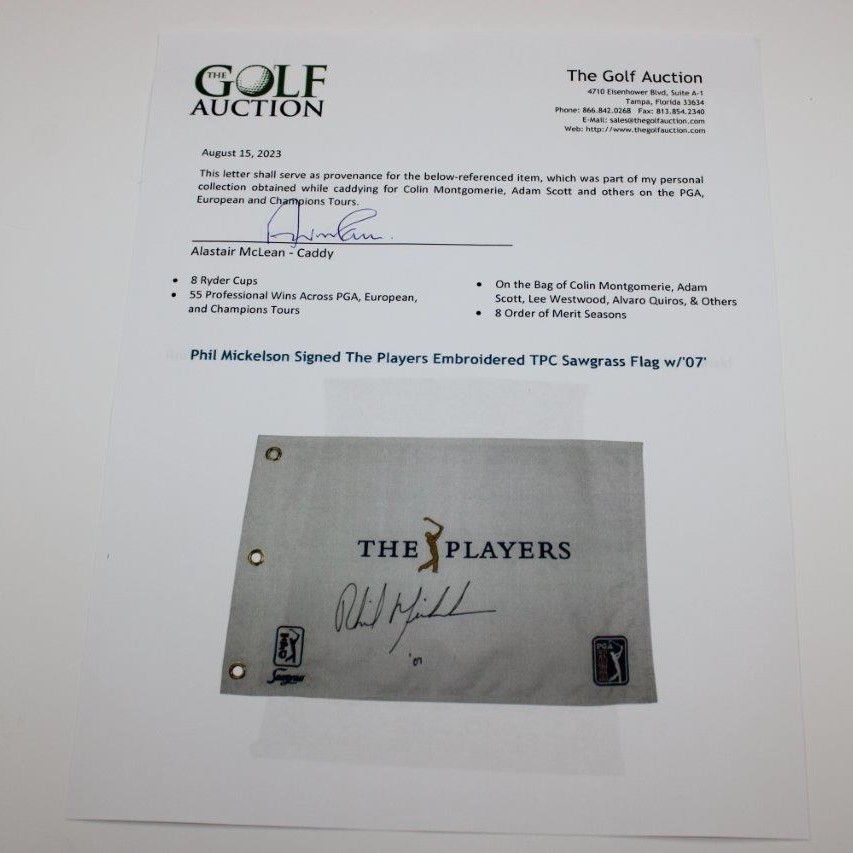 THE GOLF
AUCTION
The Golf Auction
4710 Eisenhower Blvd, Suite A-1
Tampa, Florida 33634
Phone: 866.842.0268 Fax: 813.854.2340
E-Mail: sales@thegolfauction.com
Web: http://www.thegolfauction.com
August 15, 2023
This letter shall serve as provenance for the below-referenced item, which was part of my personal
collection obtained while caddying for Colin Montgomerie, Adam Scott and others on the PGA,
European and Champions Tours.
Alastair McLean - Caddy
• 8 Ryder Cups
• 55 Professional Wins Across PGA, European,
and Champions Tours
• On the Bag of Colin Montgomerie, Adam
Scott, Lee Westwood, Alvaro Quiros, & Others
• 8 Order of Merit Seasons
Phil Mickelson Signed The Players Embroidered TPC Sawgrass Flag w/'07'
THE PLAYERS
Phil Mickelson
'07
Sawgrass
PGA